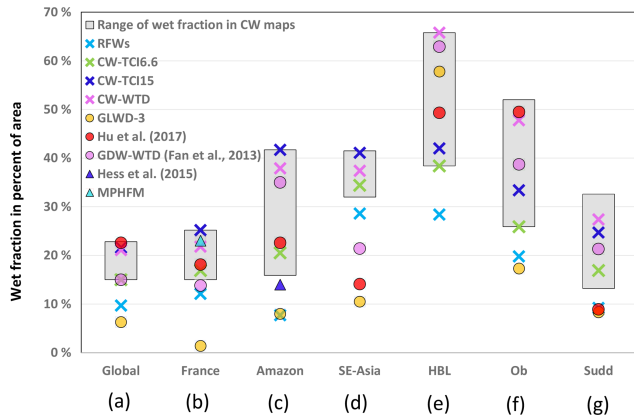 70 %
60 %
50 %
40 %
30 %
20 %
10 %
0 %
Wet fraction in percent of area
Range of wet fraction in CW maps
RFWs
CW-TCI6.6
CW-TCI15
CW-WTD
GLWD-3
Hu et al. (2017)
GDW-WTD (Fan et al., 2013)
Hess et al. (2015)
MPHFM
Global France Amazon SE-Asia HBL Ob Sudd
(a) (b) (c) (d) (e) (f) (g)